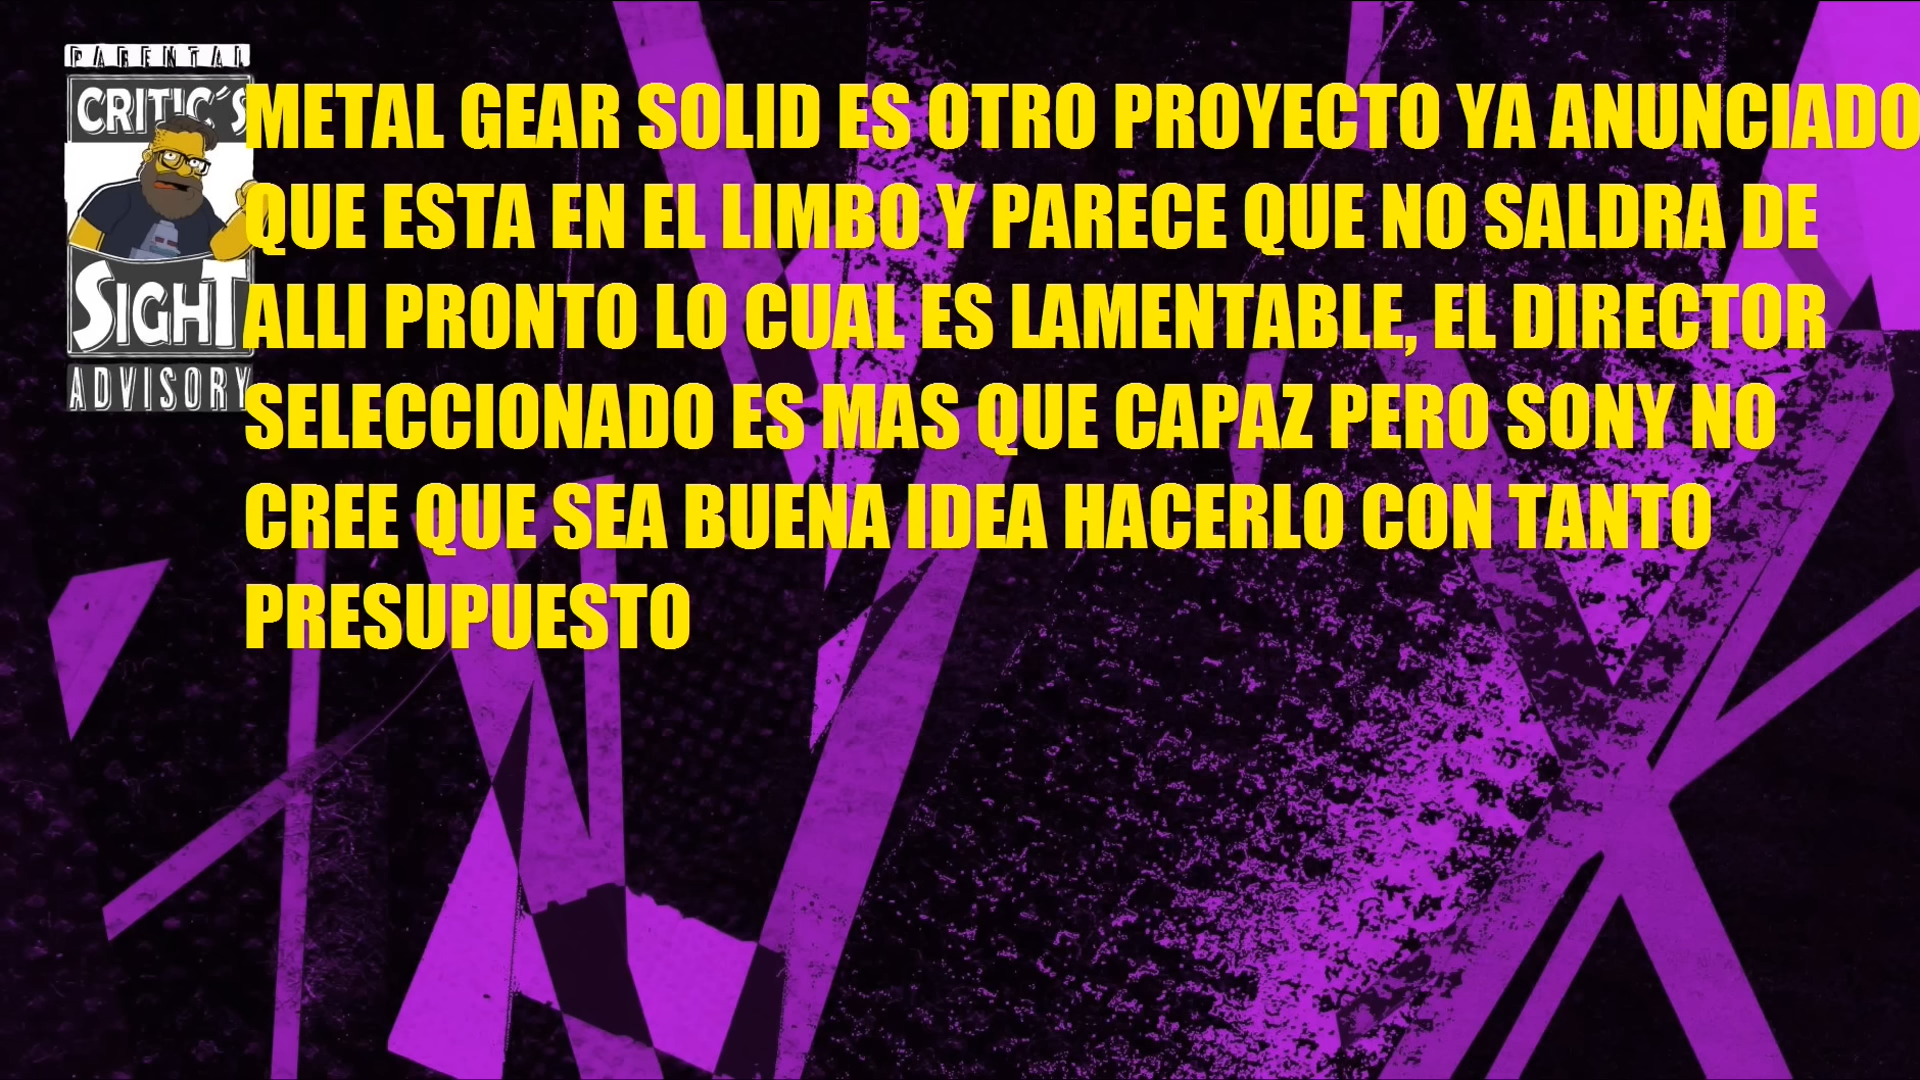 PARENTAL
CRITIC´S
SIGHT
ADVISORY
METAL GEAR SOLID ES OTRO PROYECTO YA ANUNCIADO
QUE ESTA EN EL LIMBO Y PARECE QUE NO SALDRA DE
ALLI PRONTO LO CUAL ES LAMENTABLE, EL DIRECTOR
SELECCIONADO ES MAS QUE CAPAZ PERO SONY NO
CREE QUE SEA BUENA IDEA HACERLO CON TANTO
PRESUPUESTO